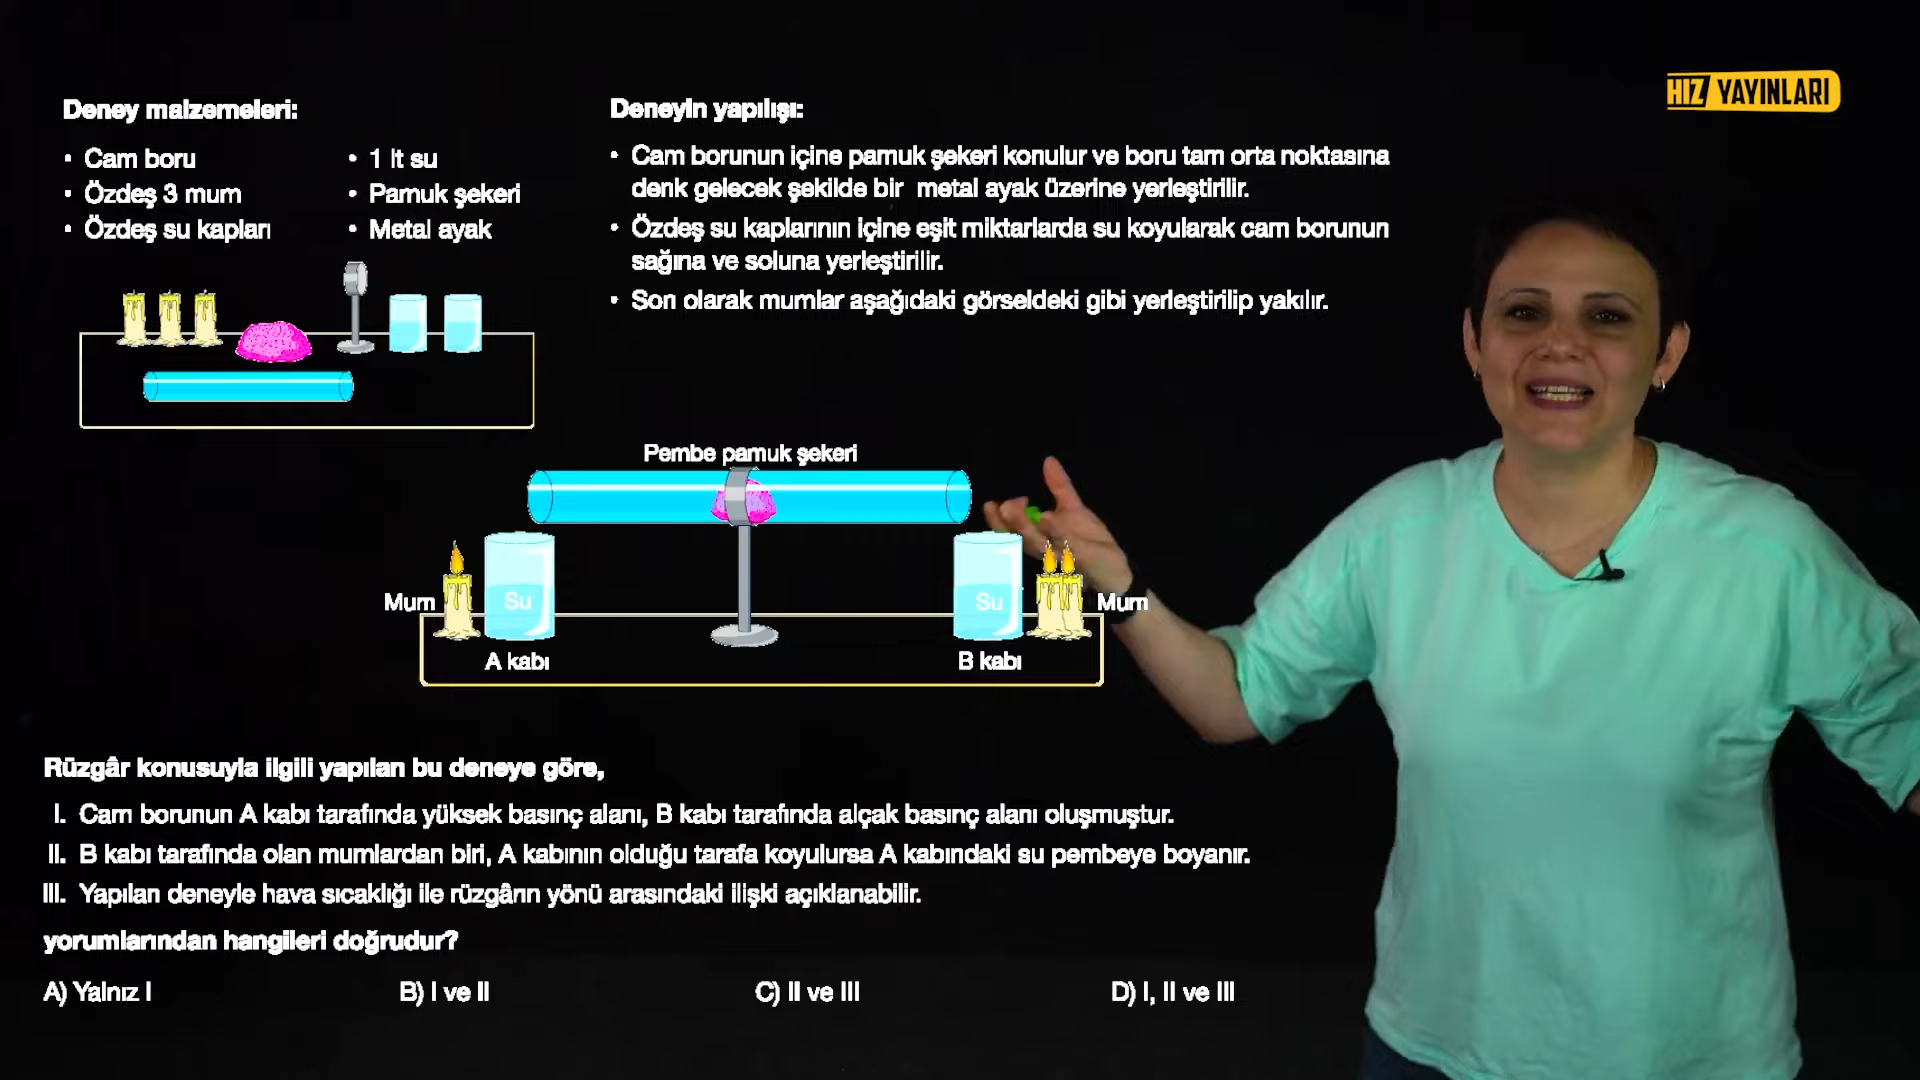 HIZ YAYINLARI
Deney malzemeleri:
• Cam boru
• Özdeş 3 mum
• Özdeş su kapları
• 1 lt su
• Pamuk şekeri
• Metal ayak
Deneyin yapılışı:
• Cam borunun içine pamuk şekeri konulur ve boru tam orta noktasına
denk gelecek şekilde bir metal ayak üzerine yerleştirilir.
• Özdeş su kaplarının içine eşit miktarlarda su koyularak cam borunun
sağına ve soluna yerleştirilir.
• Son olarak mumlar aşağıdaki görseldeki gibi yerleştirilip yakılır.
Pembe pamuk şekeri
Mum
Su
Su
Mum
A kabı
B kabı
Rüzgâr konusuyla ilgili yapılan bu deneye göre,
I. Cam borunun A kabı tarafında yüksek basınç alanı, B kabı tarafında alçak basınç alanı oluşmuştur.
II. B kabı tarafında olan mumlardan biri, A kabının olduğu tarafa koyulursa A kabındaki su pembeye boyanır.
III. Yapılan deneyle hava sıcaklığı ile rüzgârın yönü arasındaki ilişki açıklanabilir.
yorumlarından hangileri doğrudur?
A) Yalnız I
B) I ve II
C) II ve III
D) I, II ve III